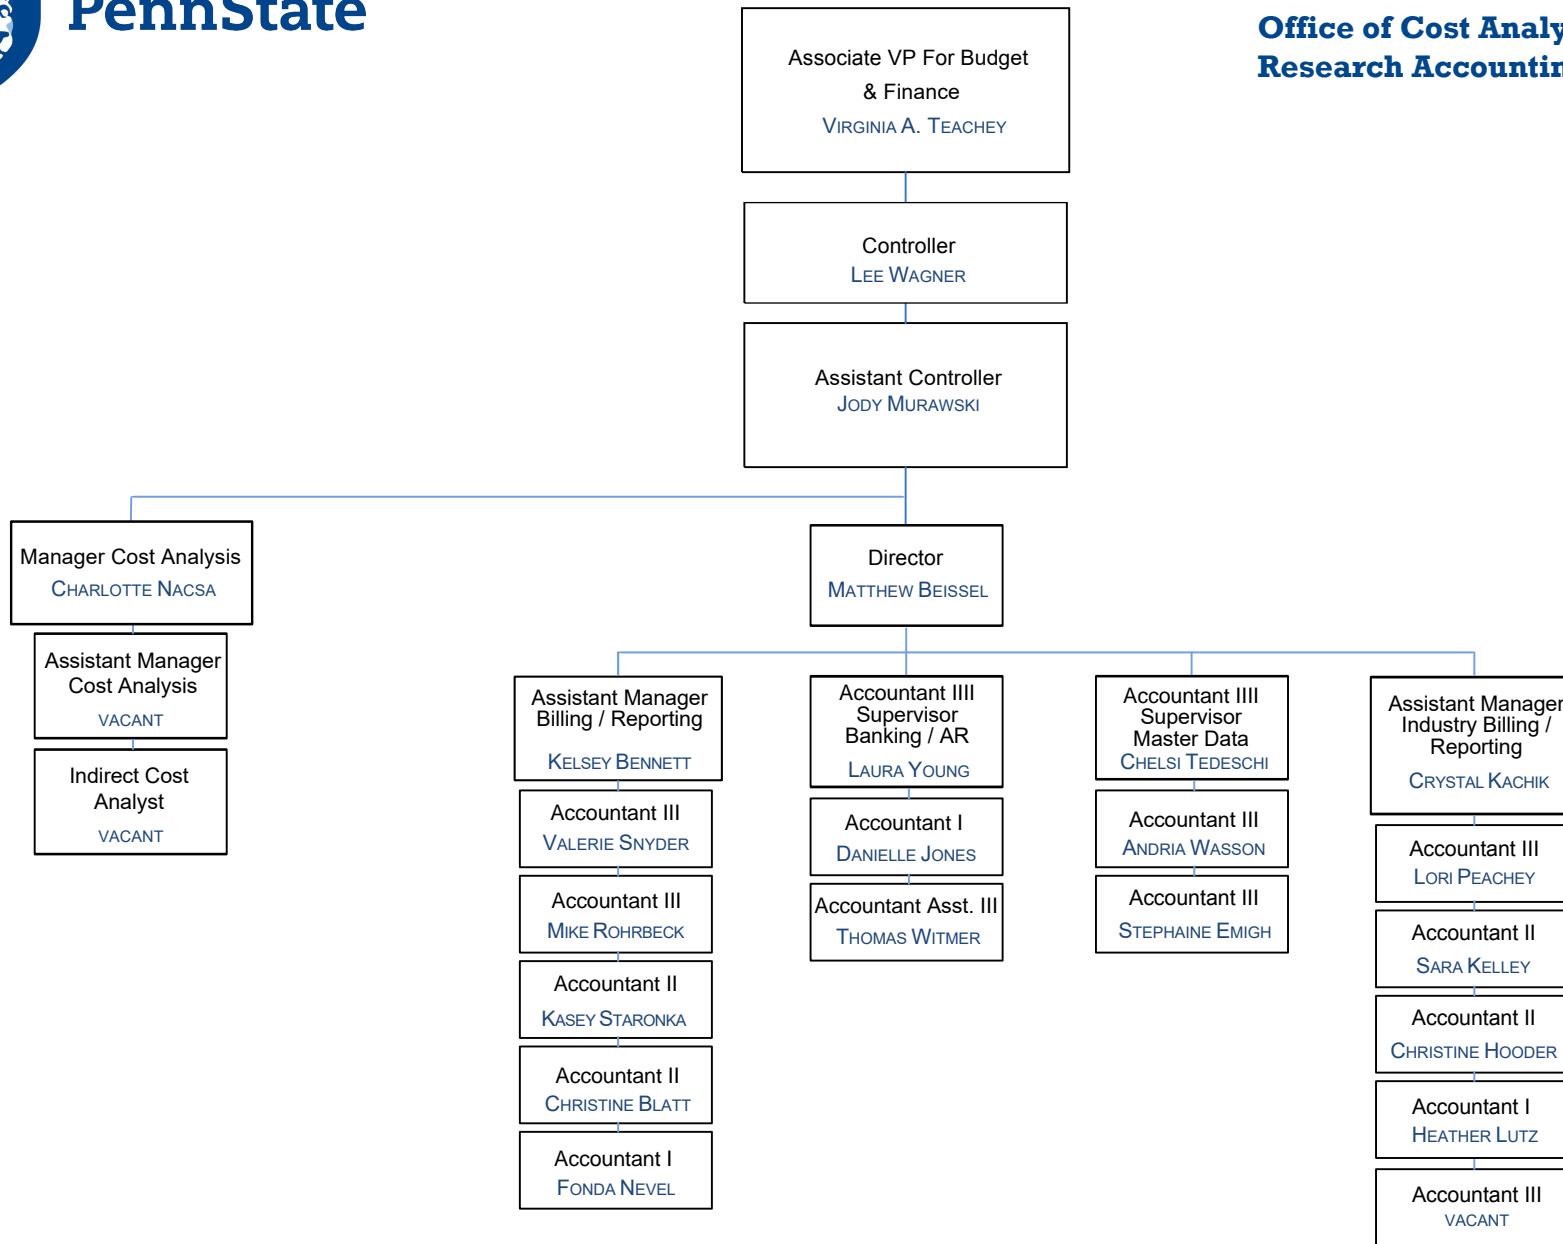 PennState
Office of Cost Analy
Research Accountin
Associate VP For Budget
& Finance
VIRGINIA A. TEACHEY
Controller
LEE WAGNER
Assistant Controller
JODY MURAWSKI
Manager Cost Analysis
CHARLOTTE NACSA
Assistant Manager
Cost Analysis
VACANT
Indirect Cost
Analyst
VACANT
Director
MATTHEW BEISSEL
Assistant Manager
Billing / Reporting
KELSEY BENNETT
Accountant III
VALERIE SNYDER
Accountant III
MIKE ROHRBECK
Accountant II
KASEY STARONKA
Accountant II
CHRISTINE BLATT
Accountant I
FONDA NEVEL
Accountant IIII
Supervisor
Banking / AR
LAURA YOUNG
Accountant I
DANIELLE JONES
Accountant Asst. III
THOMAS WITMER
Accountant IIII
Supervisor
Master Data
CHELSI TEDESCHI
Accountant III
ANDRIA WASSON
Accountant III
STEPHAINE EMIGH
Assistant Manager
Industry Billing /
Reporting
CRYSTAL KACHIK
Accountant III
LORI PEACHEY
Accountant II
SARA KELLEY
Accountant II
CHRISTINE HOODER
Accountant I
HEATHER LUTZ
Accountant III
VACANT